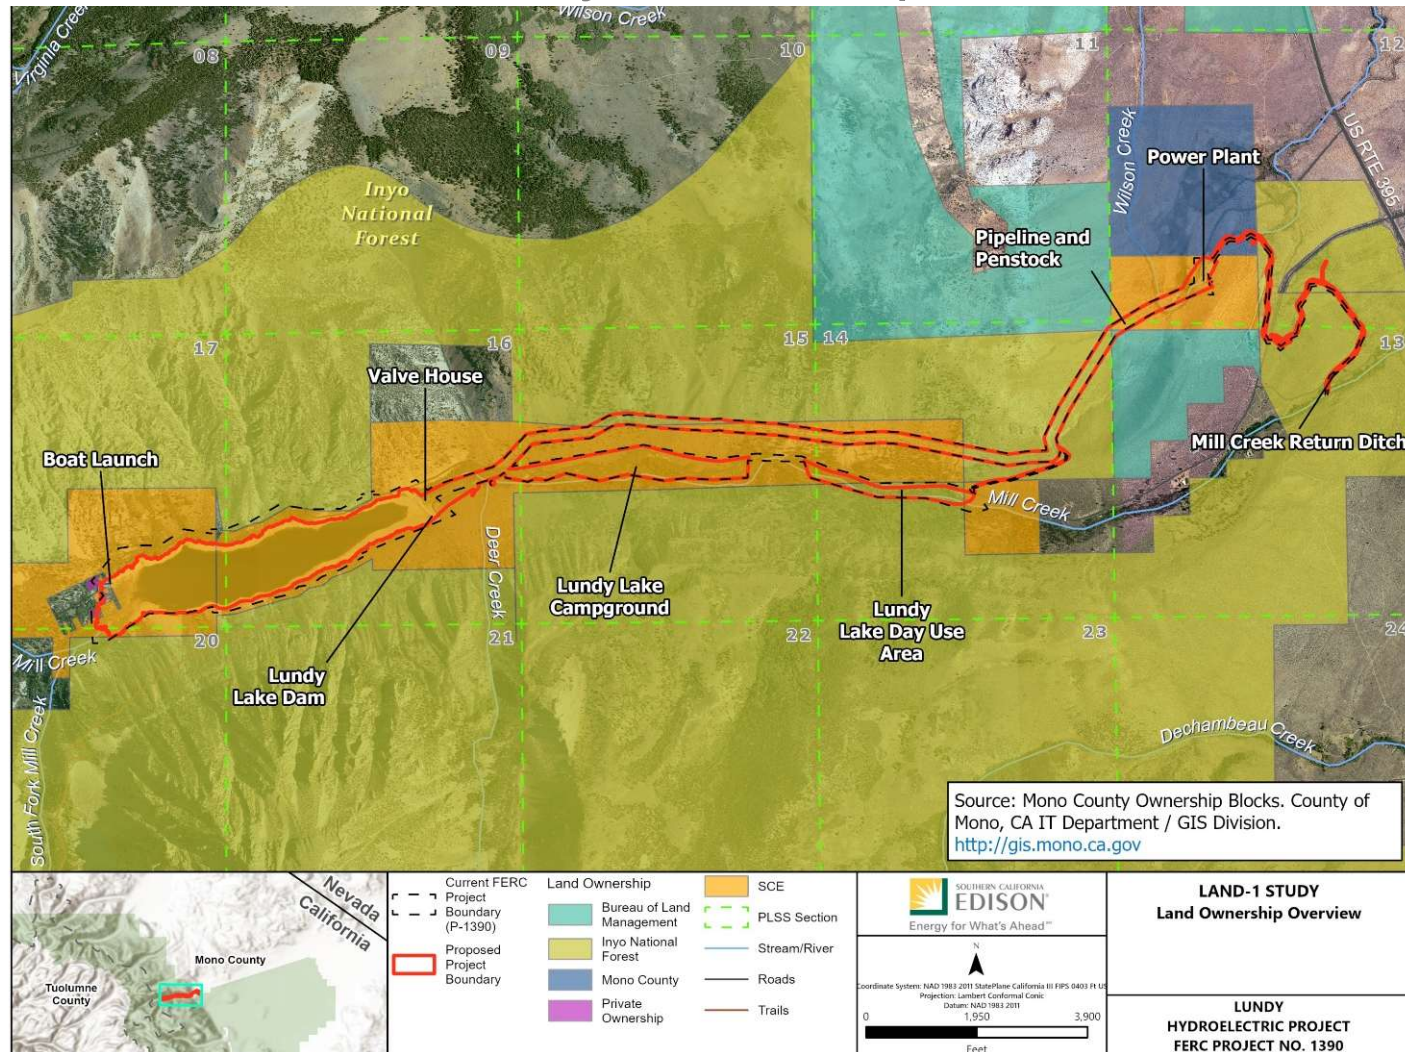 Wilson Creek
Virginia Creek
08
09
10
11
12
US RTE 395
Wilson Creek
Power Plant
Inyo
National
Forest
Pipeline and
Penstock
17
16
15
14
13
Valve House
Boat Launch
Mill Creek Return Ditch
Mill Creek
Deer Creek
Lundy Lake
Campground
Lundy
Lake Day Use
Area
20
21
22
23
24
Mill Creek
Lundy
Lake Dam
South Fork Mill Creek
Dechambeau Creek
Source: Mono County Ownership Blocks. County of
Mono, CA IT Department / GIS Division.
http://gis.mono.ca.gov
Nevada
California
Mono County
Tuolumne
County
Current FERC
Project
Boundary
(P-1390)
Proposed
Project
Boundary
Land Ownership
Bureau of Land
Management
Inyo National
Forest
Mono County
Private
Ownership
SCE
PLSS Section
Stream/River
Roads
Trails
SOUTHERN CALIFORNIA
EDISON®
Energy for What's Ahead℠
N
Coordinate System: NAD 1983 2011 StatePlane California III FIPS 0403 Ft US
Projection: Lambert Conformal Conic
Datum: NAD 1983 2011
0 1,950 3,900
Feet
LAND-1 STUDY
Land Ownership Overview
LUNDY
HYDROELECTRIC PROJECT
FERC PROJECT NO. 1390